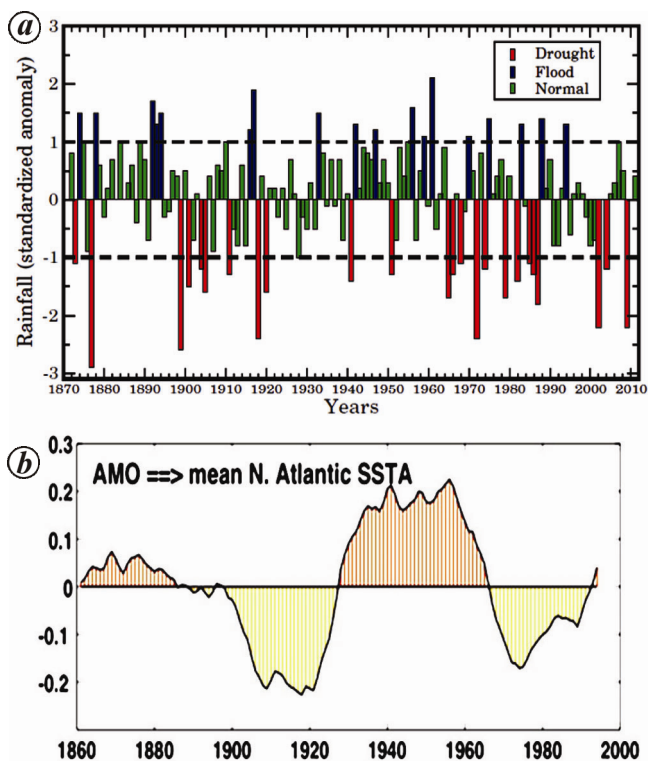 a
3
2
1
0
-1
-2
-3
Rainfall (standardized anomaly)
Drought
Flood
Normal
1870 1880 1890 1900 1910 1920 1930 1940 1950 1960 1970 1980 1990 2000 2010
Years
b
AMO ==> mean N. Atlantic SSTA
0.3
0.2
0.1
0
-0.1
-0.2
1860 1880 1900 1920 1940 1960 1980 2000